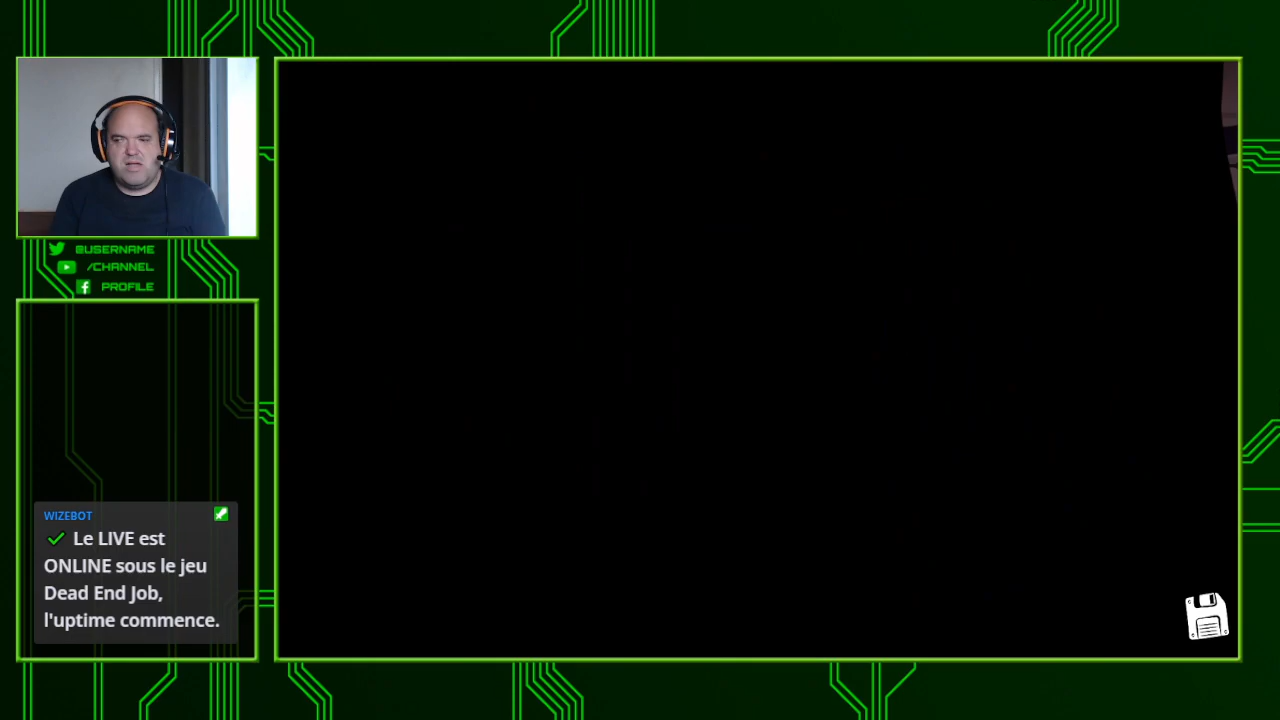 @USERNAME
/CHANNEL
PROFILE
WIZEBOT
Le LIVE est
ONLINE sous le jeu
Dead End Job,
l'uptime commence.